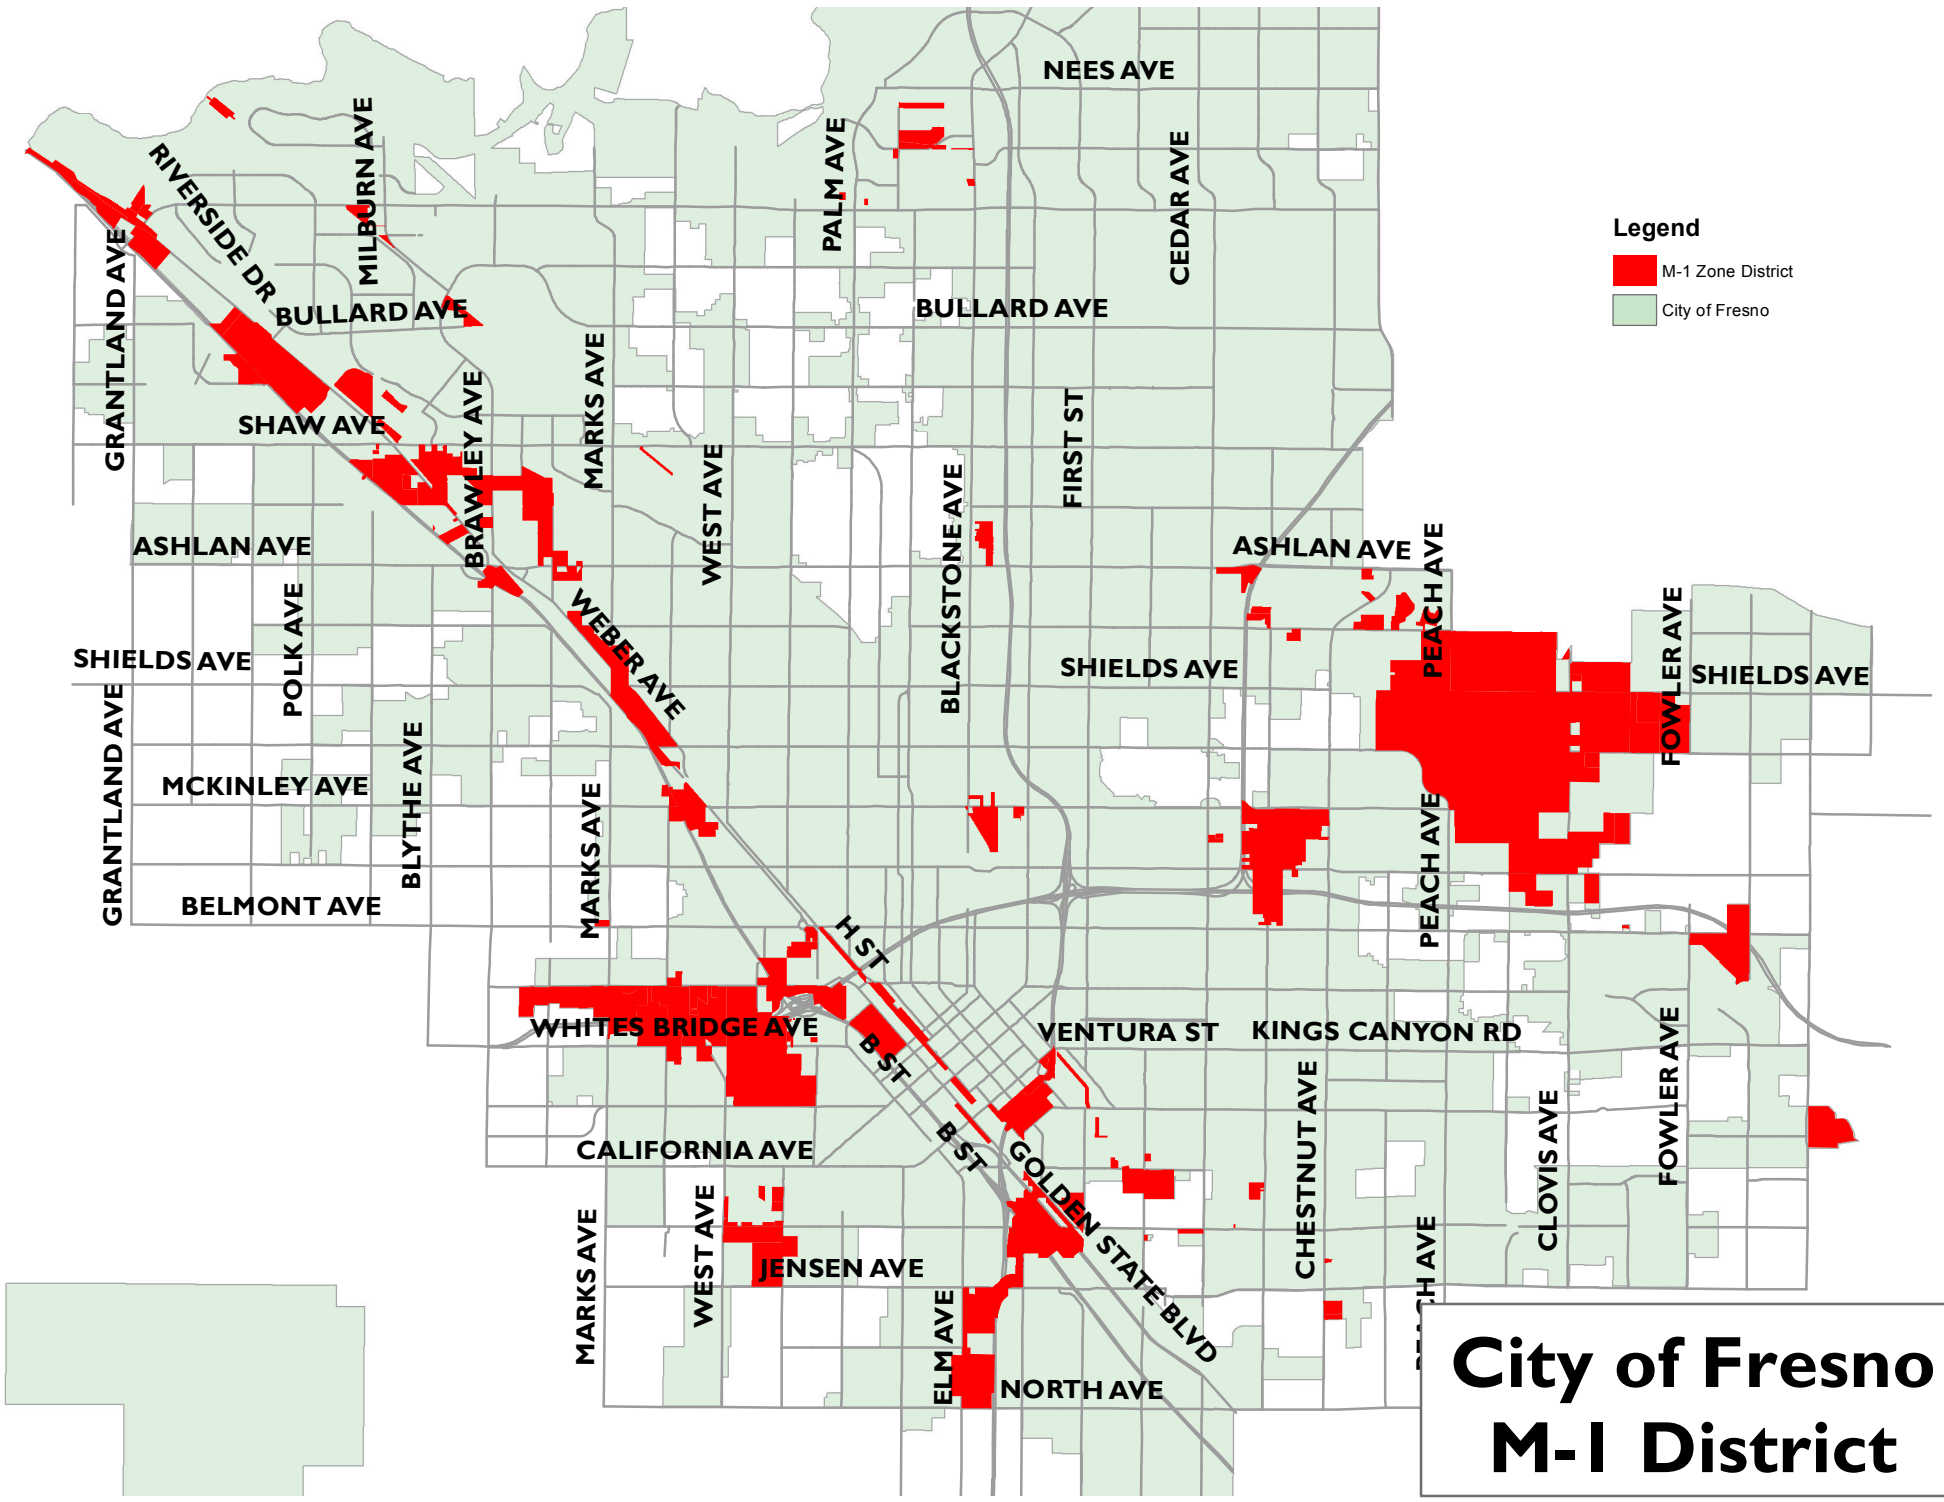 NEES AVE
PALM AVE
MILBURN AVE
RIVERSIDE DR
CEDAR AVE
Legend
M-1 Zone District
City of Fresno
GRANTLAND AVE
BULLARD AVE
BULLARD AVE
MARKS AVE
SHAW AVE
BRAWLEY AVE
WEST AVE
FIRST ST
BLACKSTONE AVE
ASHLAN AVE
ASHLAN AVE
PEACH AVE
POLK AVE
WEBER AVE
FOWLER AVE
SHIELDS AVE
SHIELDS AVE
SHIELDS AVE
GRANTLAND AVE
BLYTHE AVE
MCKINLEY AVE
MARKS AVE
PEACH AVE
BELMONT AVE
H ST
WHITES BRIDGE AVE
B ST
VENTURA ST
KINGS CANYON RD
CHESTNUT AVE
CLOVIS AVE
FOWLER AVE
CALIFORNIA AVE
B ST
GOLDEN STATE BLVD
MARKS AVE
WEST AVE
JENSEN AVE
ELM AVE
NORTH AVE
PEACH AVE
City of Fresno
M-1 District